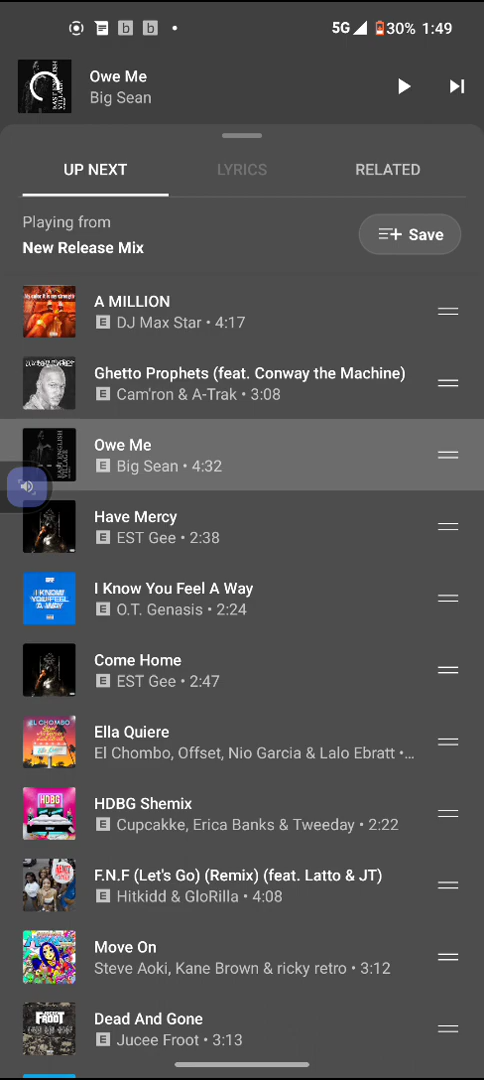 5G 30% 1:49
Owe Me
Big Sean
UP NEXT LYRICS RELATED
Playing from
New Release Mix
Save
A MILLION
E DJ Max Star • 4:17
Ghetto Prophets (feat. Conway the Machine)
E Cam'ron & A-Trak • 3:08
Owe Me
E Big Sean • 4:32
Have Mercy
E EST Gee • 2:38
I Know You Feel A Way
E O.T. Genasis • 2:24
Come Home
E EST Gee • 2:47
Ella Quiere
El Chombo, Offset, Nio Garcia & Lalo Ebratt •...
HDBG Shemix
E Cupcakke, Erica Banks & Tweeday • 2:22
F.N.F (Let's Go) (Remix) (feat. Latto & JT)
E Hitkidd & GloRilla • 4:08
Move On
Steve Aoki, Kane Brown & ricky retro • 3:12
Dead And Gone
E Jucee Froot • 3:13